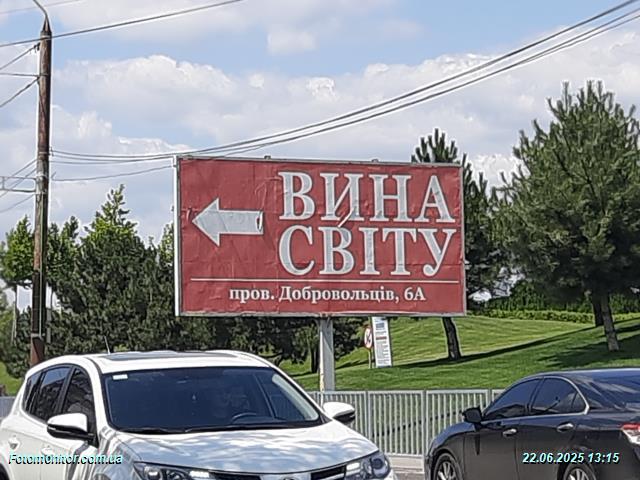 ВИНА
СВІТУ
пров. Добровольців, 6А
Fotomonitor.com.ua
22.06.2025 13:15